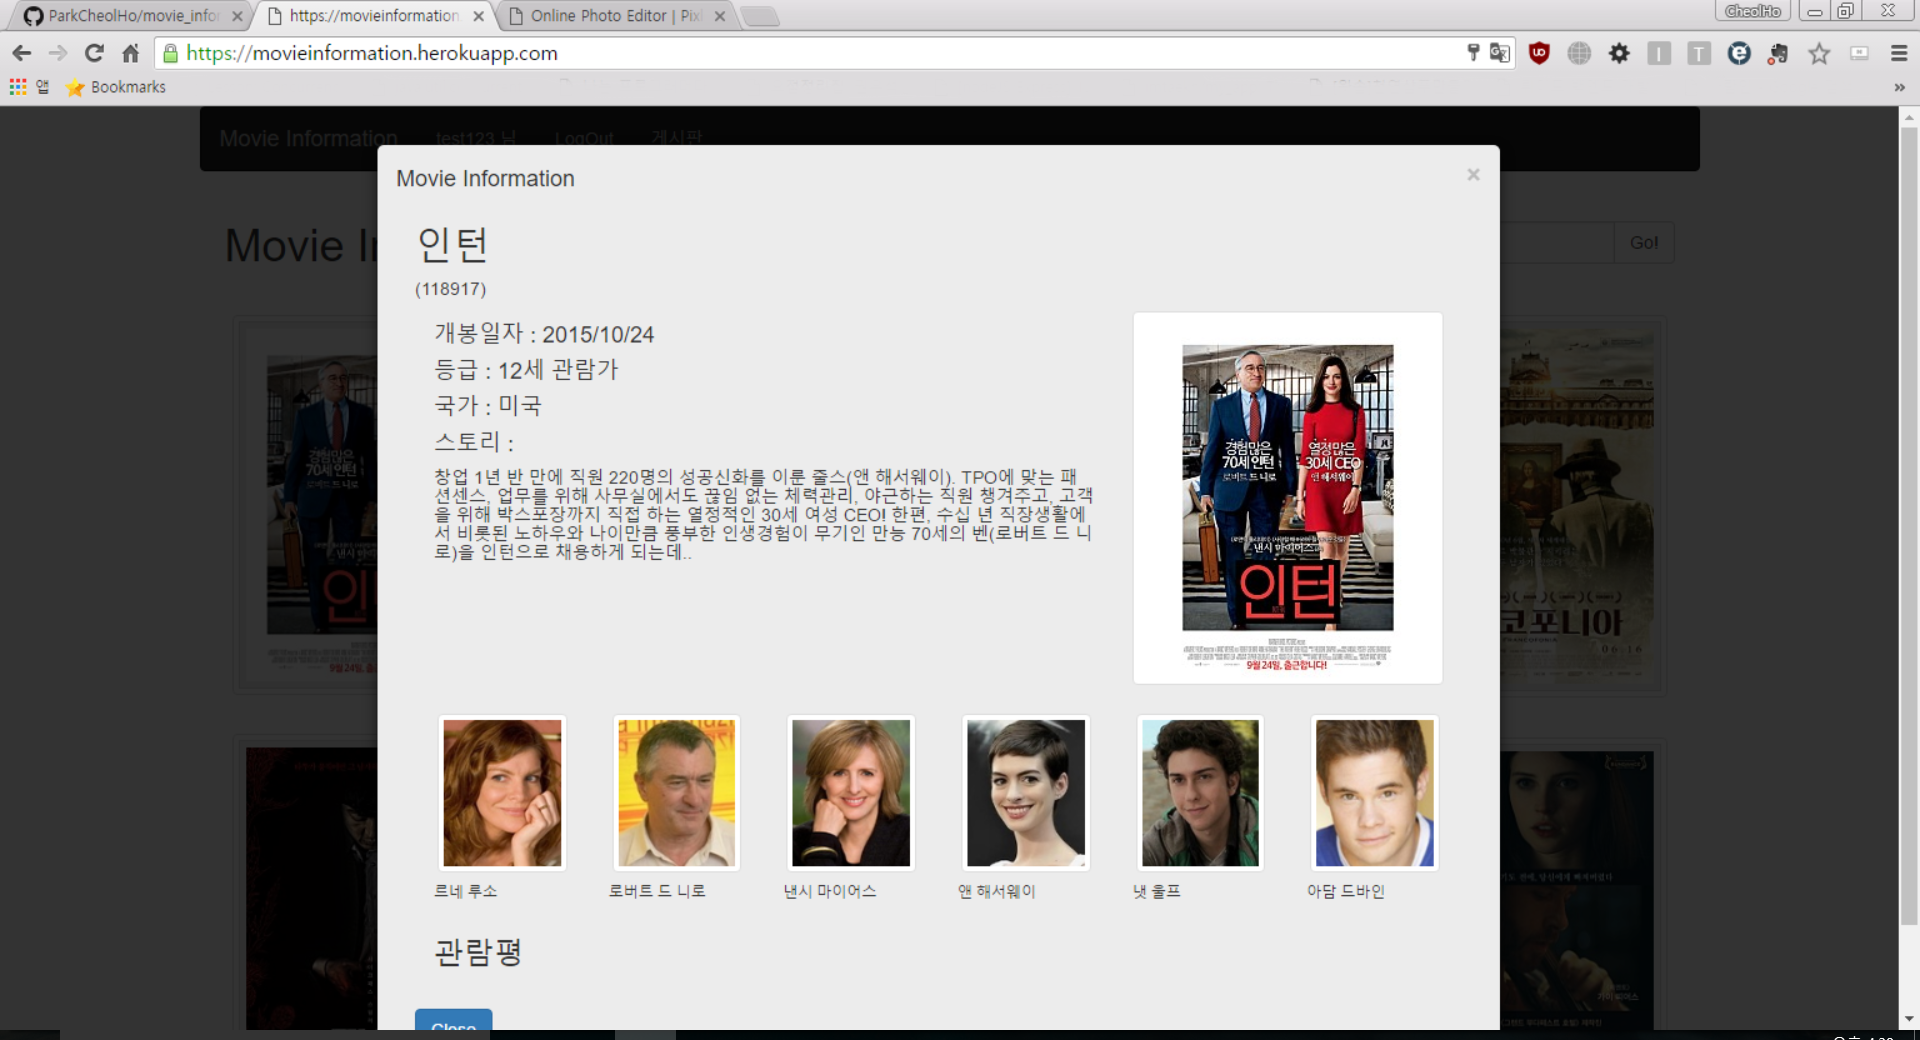 ParkCheolHo/movie_infor
https://movieinformation.
Online Photo Editor | Pixl
CheolHo
https://movieinformation.herokuapp.com
앱
Bookmarks
»
Movie Information
test123 님
LogOut
게시판
Movie Information
×
Movie I
Go!
인턴
(118917)
개봉일자 : 2015/10/24
등급 : 12세 관람가
국가 : 미국
스토리 :
창업 1년 반 만에 직원 220명의 성공신화를 이룬 줄스(앤 해서웨이). TPO에 맞는 패
션센스, 업무를 위해 사무실에서도 끊임 없는 체력관리, 야근하는 직원 챙겨주고, 고객
을 위해 박스포장까지 직접 하는 열정적인 30세 여성 CEO! 한편, 수십 년 직장생활에
서 비롯된 노하우와 나이만큼 풍부한 인생경험이 무기인 만능 70세의 벤(로버트 드 니
로)을 인턴으로 채용하게 되는데..
경험많은
70세 인턴
로버트 드 니로
열정많은
30세 CEO
앤 해서웨이
낸시 마이어스
인턴
9월 24일, 출근합니다!
경험많은
70세 인턴
로버트 드 니로
인
9월 24일, 출근
코포니아
06.16
르네 루소
로버트 드 니로
낸시 마이어스
앤 해서웨이
냇 울프
아담 드바인
관람평
Close